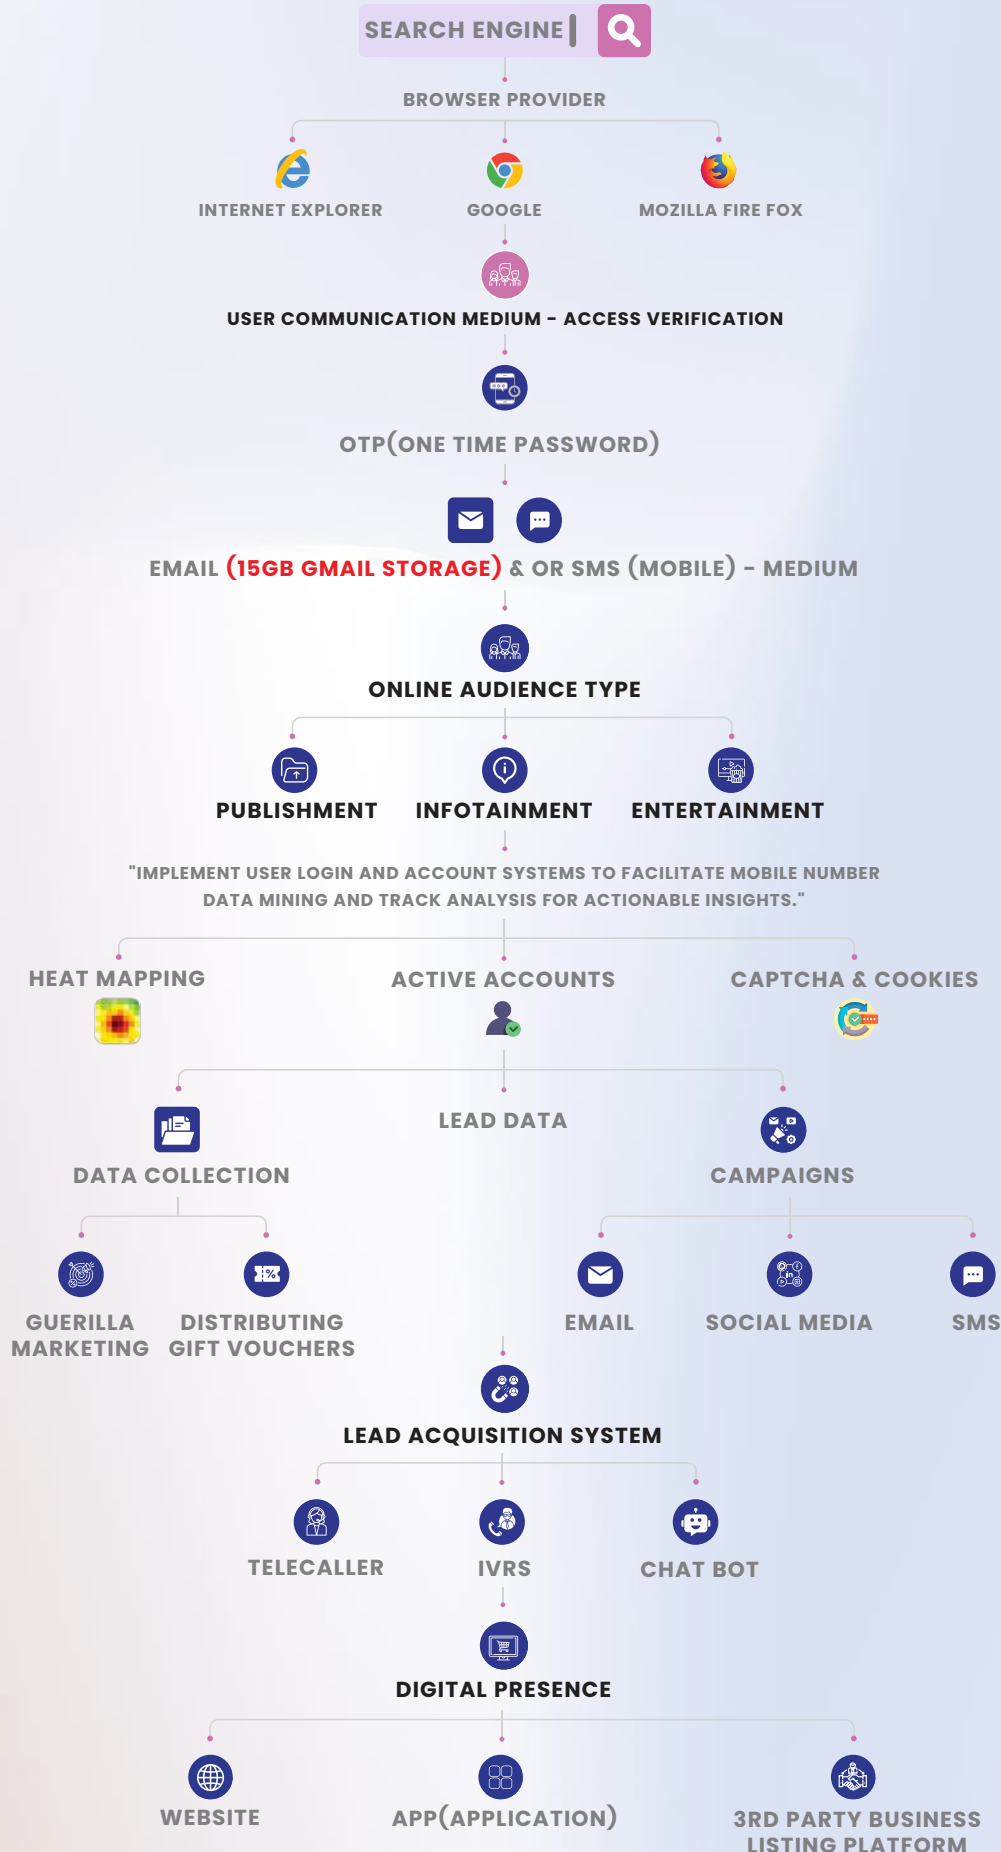 SEARCH ENGINE
BROWSER PROVIDER
INTERNET EXPLORER
GOOGLE
MOZILLA FIRE FOX
USER COMMUNICATION MEDIUM - ACCESS VERIFICATION
OTP(ONE TIME PASSWORD)
EMAIL (15GB GMAIL STORAGE) & OR SMS (MOBILE) - MEDIUM
ONLINE AUDIENCE TYPE
PUBLISHMENT
INFOTAINMENT
ENTERTAINMENT
"IMPLEMENT USER LOGIN AND ACCOUNT SYSTEMS TO FACILITATE MOBILE NUMBER
DATA MINING AND TRACK ANALYSIS FOR ACTIONABLE INSIGHTS."
HEAT MAPPING
ACTIVE ACCOUNTS
CAPTCHA & COOKIES
LEAD DATA
DATA COLLECTION
CAMPAIGNS
GUERILLA
MARKETING
DISTRIBUTING
GIFT VOUCHERS
EMAIL
SOCIAL MEDIA
SMS
LEAD ACQUISITION SYSTEM
TELECALLER
IVRS
CHAT BOT
DIGITAL PRESENCE
WEBSITE
APP(APPLICATION)
3RD PARTY BUSINESS
LISTING PLATFORM